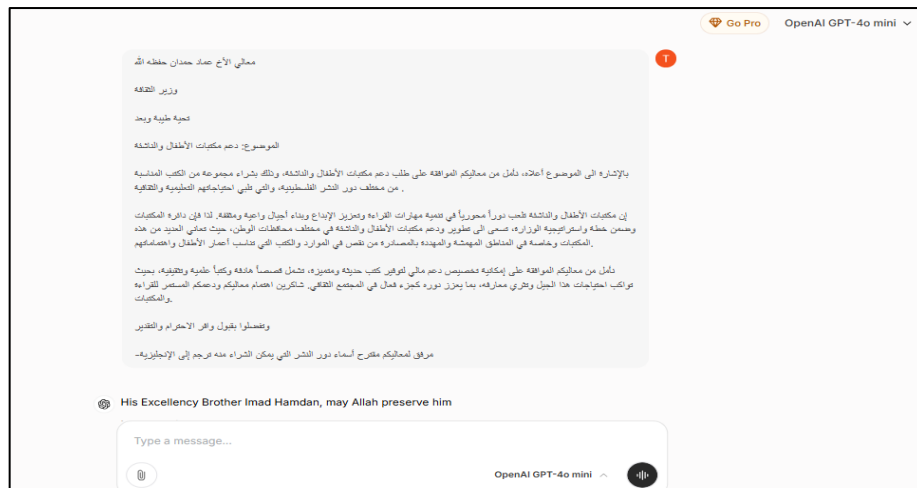 Go Pro
OpenAI GPT-4o mini
T
معالي الأخ عماد حمدان حفظه الله
وزير الثقافة
تحية طيبة وبعد
الموضوع: دعم مكتبات الأطفال والناشئة
بالإشارة الى الموضوع أعلاه، نأمل من معاليكم الموافقة على طلب دعم مكتبات الأطفال والناشئة، وذلك بشراء مجموعة من الكتب المناسبة
من مختلف دور النشر الفلسطينية، والتي تلبي احتياجاتهم التعليمية والثقافية .
إن مكتبات الأطفال والناشئة تلعب دوراً محورياً في تنمية مهارات القراءة وتعزيز الإبداع وبناء أجيال واعية ومثقفة. لذا فإن دائرة المكتبات
وضمن خطة واستراتيجية الوزارة، تسعى الى تطوير ودعم مكتبات الأطفال والناشئة في مختلف محافظات الوطن، حيث تعاني العديد من هذه
المكتبات وخاصة في المناطق المهمشة والمهددة بالمصادرة من نقص في الموارد والكتب التي تناسب أعمار الأطفال واهتماماتهم.
نأمل من معاليكم الموافقة على إمكانية تخصيص دعم مالي لتوفير كتب حديثة ومتميزة، تشمل قصصاً هادفة وكتباً علمية وتثقيفية، بحيث
تواكب احتياجات هذا الجيل وتثري معارفه، بما يعزز دوره كجزء فعال في المجتمع الثقافي. شاكرين اهتمام معاليكم ودعمكم المستمر للقراءة
والمكتبات.
وتفضلوا بقبول وافر الاحترام والتقدير
مرفق لمعاليكم مقترح أسماء دور النشر التي يمكن الشراء منه ترجم إلى الإنجليزية-
His Excellency Brother Imad Hamdan, may Allah preserve him
Type a message...
OpenAI GPT-4o mini